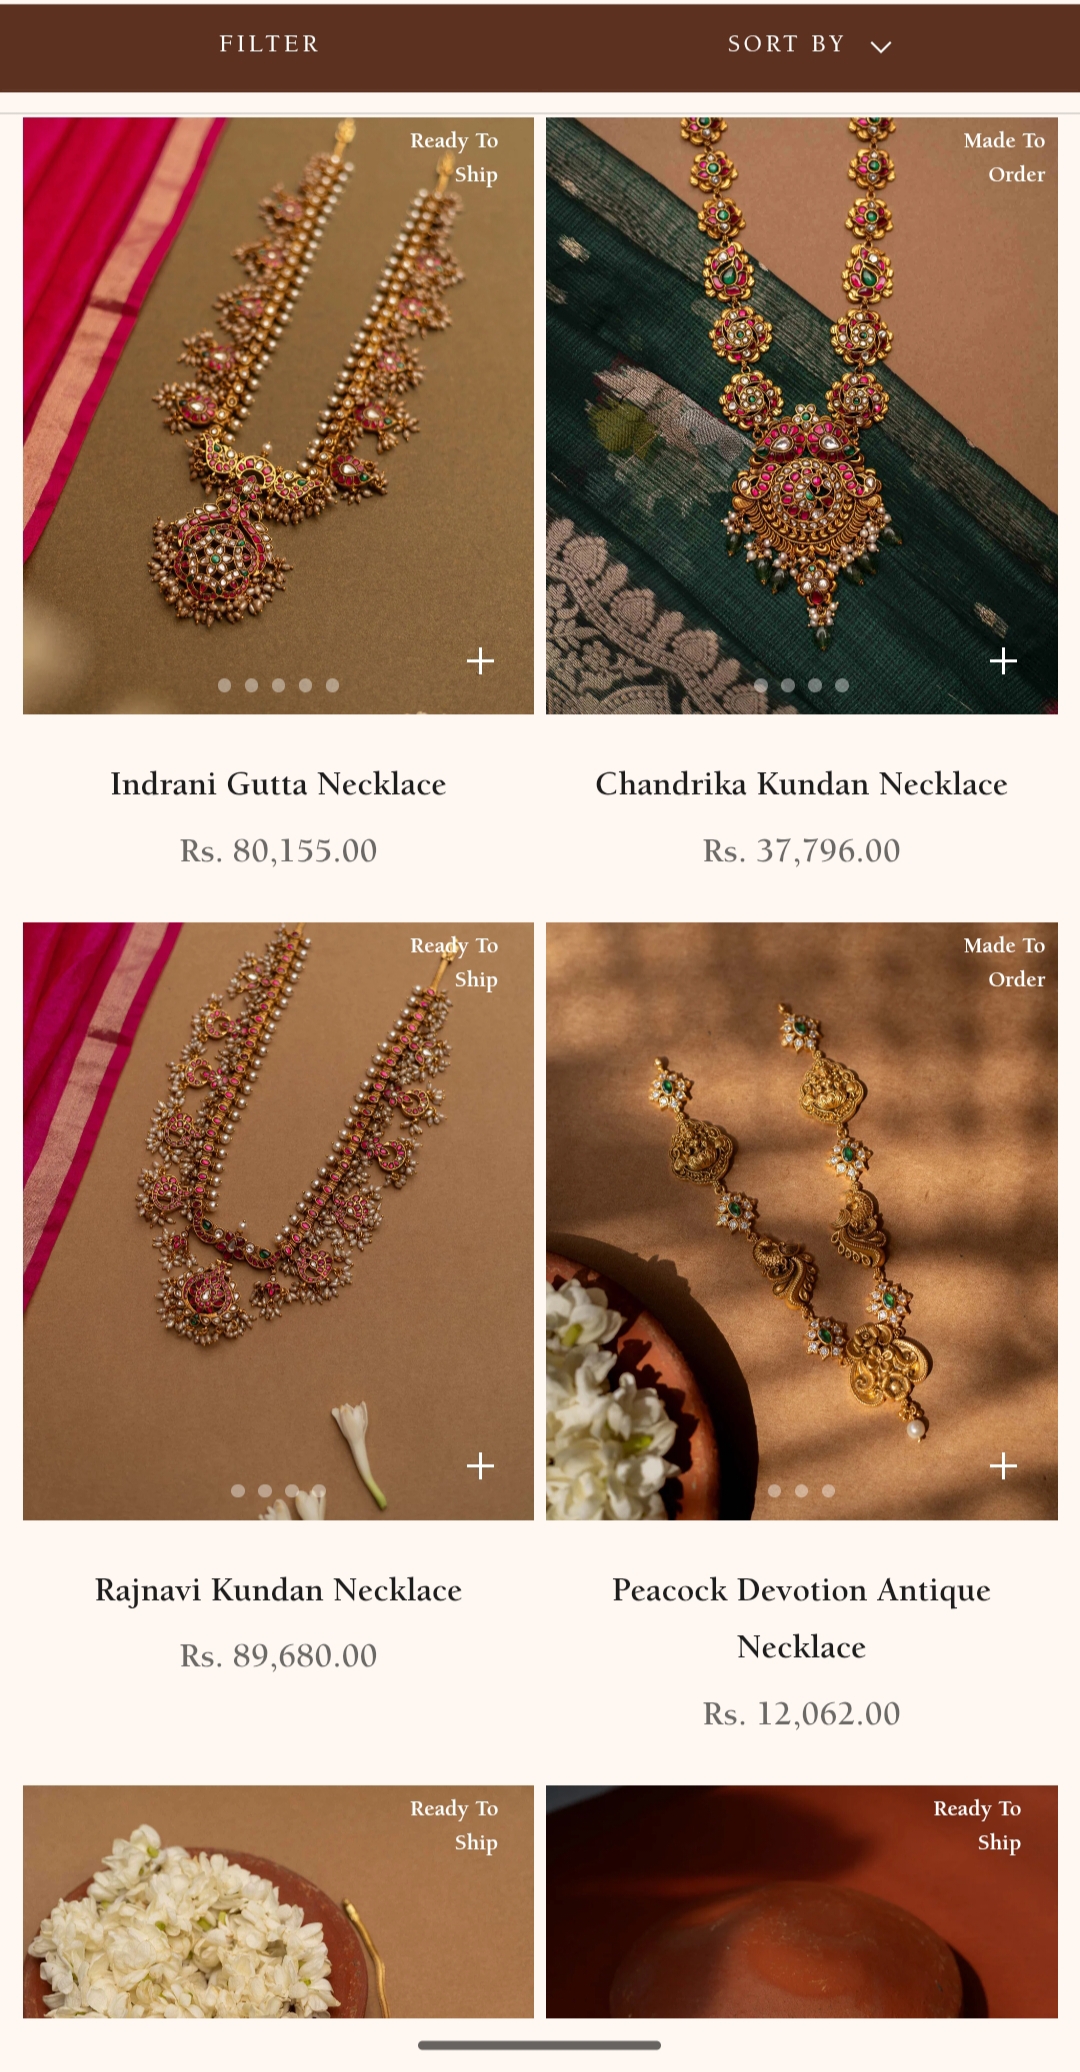 FILTER
SORT BY
Ready To
Ship
Made To
Order
Indrani Gutta Necklace
Rs. 80,155.00
Chandrika Kundan Necklace
Rs. 37,796.00
Ready To
Ship
Made To
Order
Rajnavi Kundan Necklace
Rs. 89,680.00
Peacock Devotion Antique
Necklace
Rs. 12,062.00
Ready To
Ship
Ready To
Ship